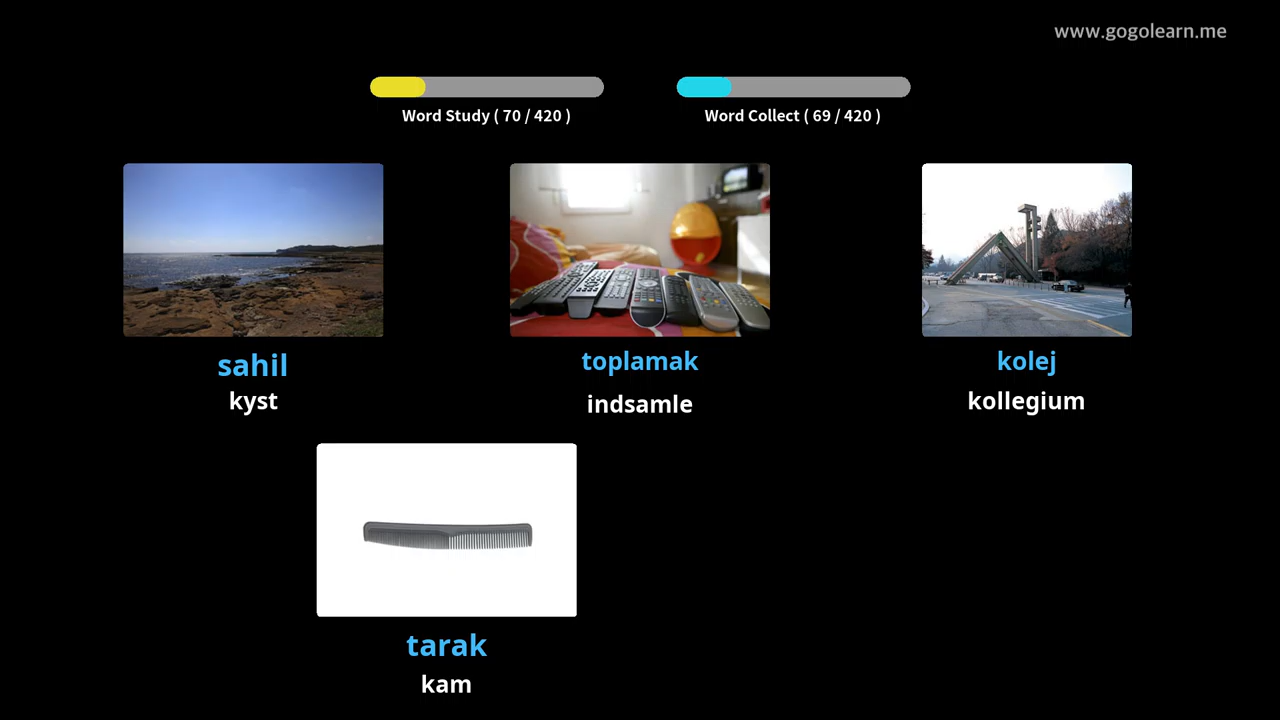 www.gogolearn.me
Word Study ( 70 / 420 )
Word Collect ( 69 / 420 )
sahil
kyst
toplamak
indsamle
kolej
kollegium
tarak
kam